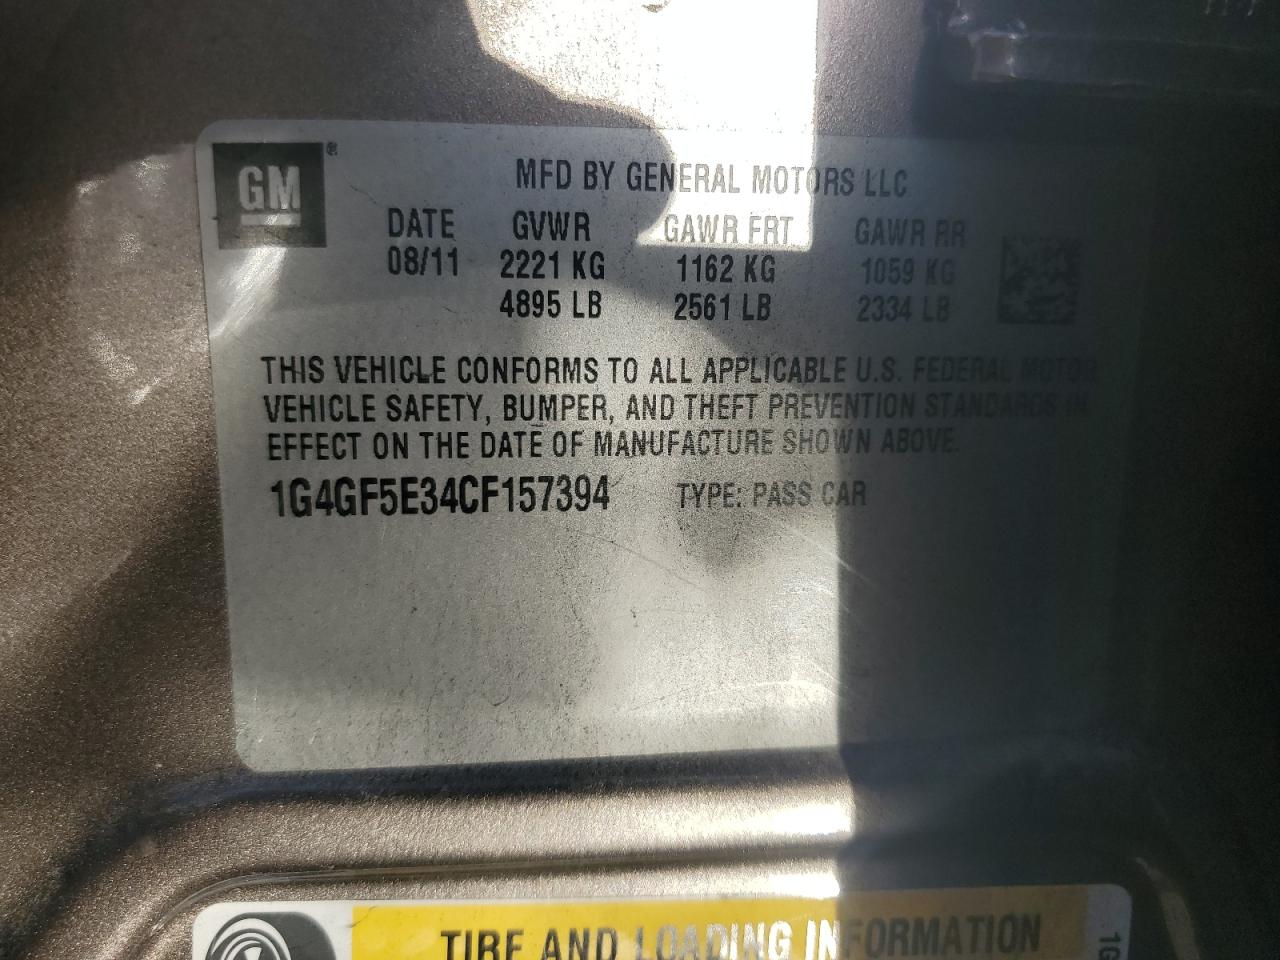 GM ® MFD BY GENERAL MOTORS LLC
DATE GVWR GAWR FRT GAWR RR
08/11 2221 KG 1162 KG 1059 KG
4895 LB 2561 LB 2334 LB
THIS VEHICLE CONFORMS TO ALL APPLICABLE U.S. FEDERAL MOTOR
VEHICLE SAFETY, BUMPER, AND THEFT PREVENTION STANDARDS IN
EFFECT ON THE DATE OF MANUFACTURE SHOWN ABOVE.
1G4GF5E34CF157394 TYPE: PASS CAR
TIRE AND LOADING INFORMATION
1G